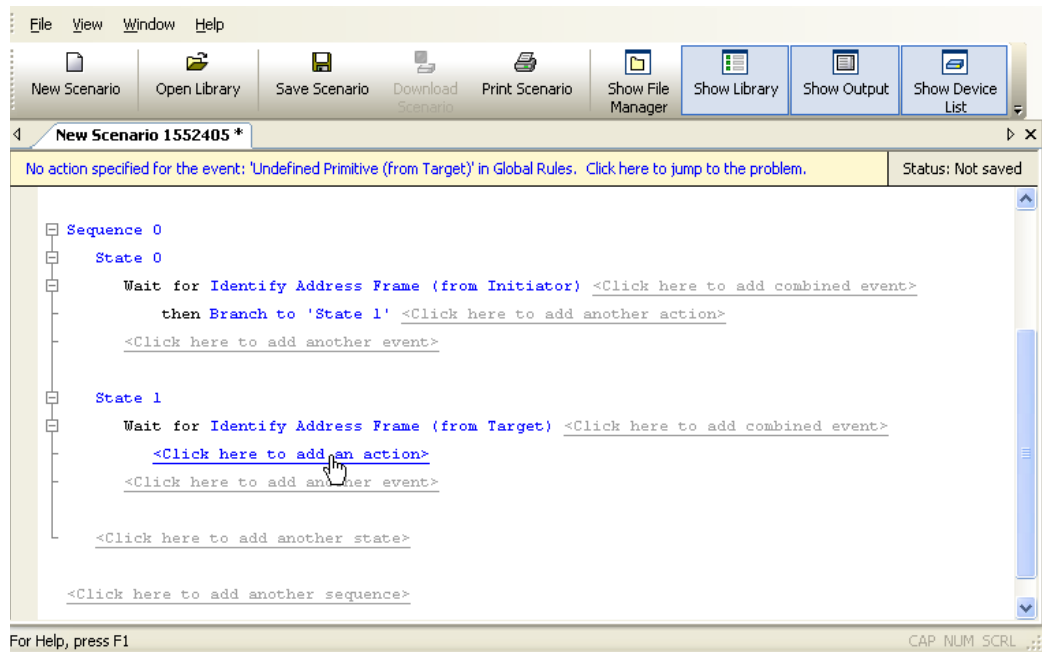 File View Window Help
New Scenario Open Library Save Scenario Download Scenario Print Scenario Show File Manager Show Library Show Output Show Device List
New Scenario 1552405 *
No action specified for the event: 'Undefined Primitive (from Target)' in Global Rules. Click here to jump to the problem. Status: Not saved
Sequence 0
State 0
Wait for Identify Address Frame (from Initiator) <Click here to add combined event>
then Branch to 'State 1' <Click here to add another action>
<Click here to add another event>
State 1
Wait for Identify Address Frame (from Target) <Click here to add combined event>
<Click here to add an action>
<Click here to add another event>
<Click here to add another state>
<Click here to add another sequence>
For Help, press F1 CAP NUM SCRL